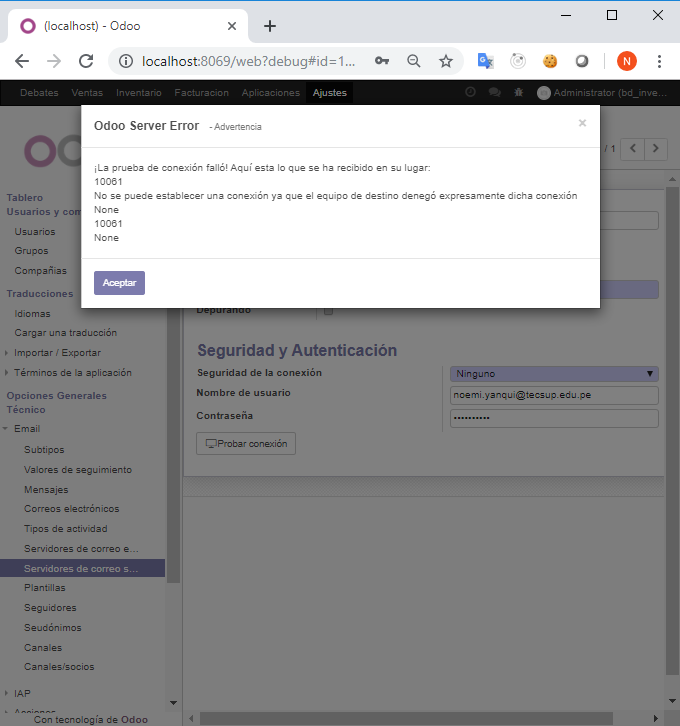 (localhost) - Odoo
localhost:8069/web?debug#id=1...
N
Debates Ventas Inventario Facturacion Aplicaciones Ajustes Administrator (bd_inve...
Odoo Server Error - Advertencia ×
¡La prueba de conexión falló! Aquí esta lo que se ha recibido en su lugar:
10061
No se puede establecer una conexión ya que el equipo de destino denegó expresamente dicha conexión
None
10061
None
Aceptar
/ 1
Tablero
Usuarios y com
Usuarios
Grupos
Compañias
Traducciones
Idiomas
Cargar una traducción
Importar / Exportar
Términos de la aplicación
Opciones Generales
Técnico
Email
Subtipos
Valores de seguimiento
Mensajes
Correos electrónicos
Tipos de actividad
Servidores de correo e...
Servidores de correo s...
Plantillas
Seguidores
Seudónimos
Canales
Canales/socios
IAP
Acciones
Con tecnología de Odoo
Depurando
Seguridad y Autenticación
Seguridad de la conexión Ninguno
Nombre de usuario noemi.yanqui@tecsup.edu.pe
Contraseña ••••••••••
Probar conexión